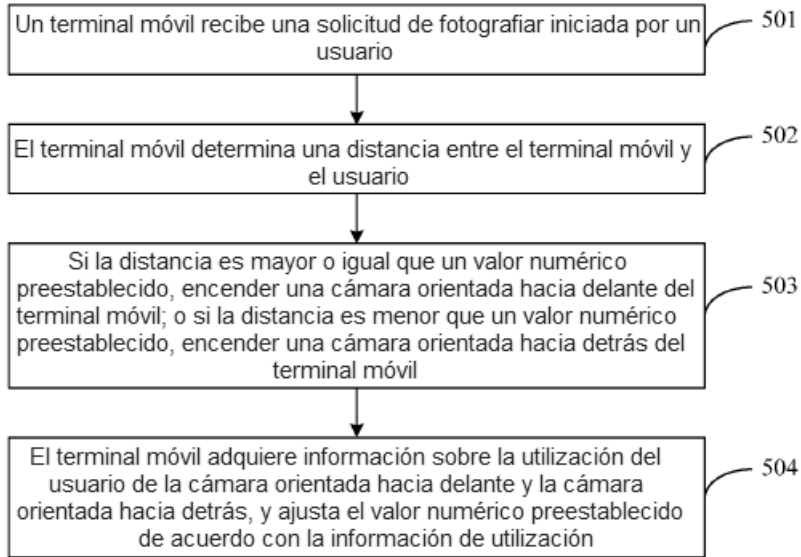 Un terminal móvil recibe una solicitud de fotografiar iniciada por un
usuario
501
El terminal móvil determina una distancia entre el terminal móvil y
el usuario
502
Si la distancia es mayor o igual que un valor numérico
preestablecido, encender una cámara orientada hacia delante del
terminal móvil; o si la distancia es menor que un valor numérico
preestablecido, encender una cámara orientada hacia detrás del
terminal móvil
503
El terminal móvil adquiere información sobre la utilización del
usuario de la cámara orientada hacia delante y la cámara
orientada hacia detrás, y ajusta el valor numérico preestablecido
de acuerdo con la información de utilización
504